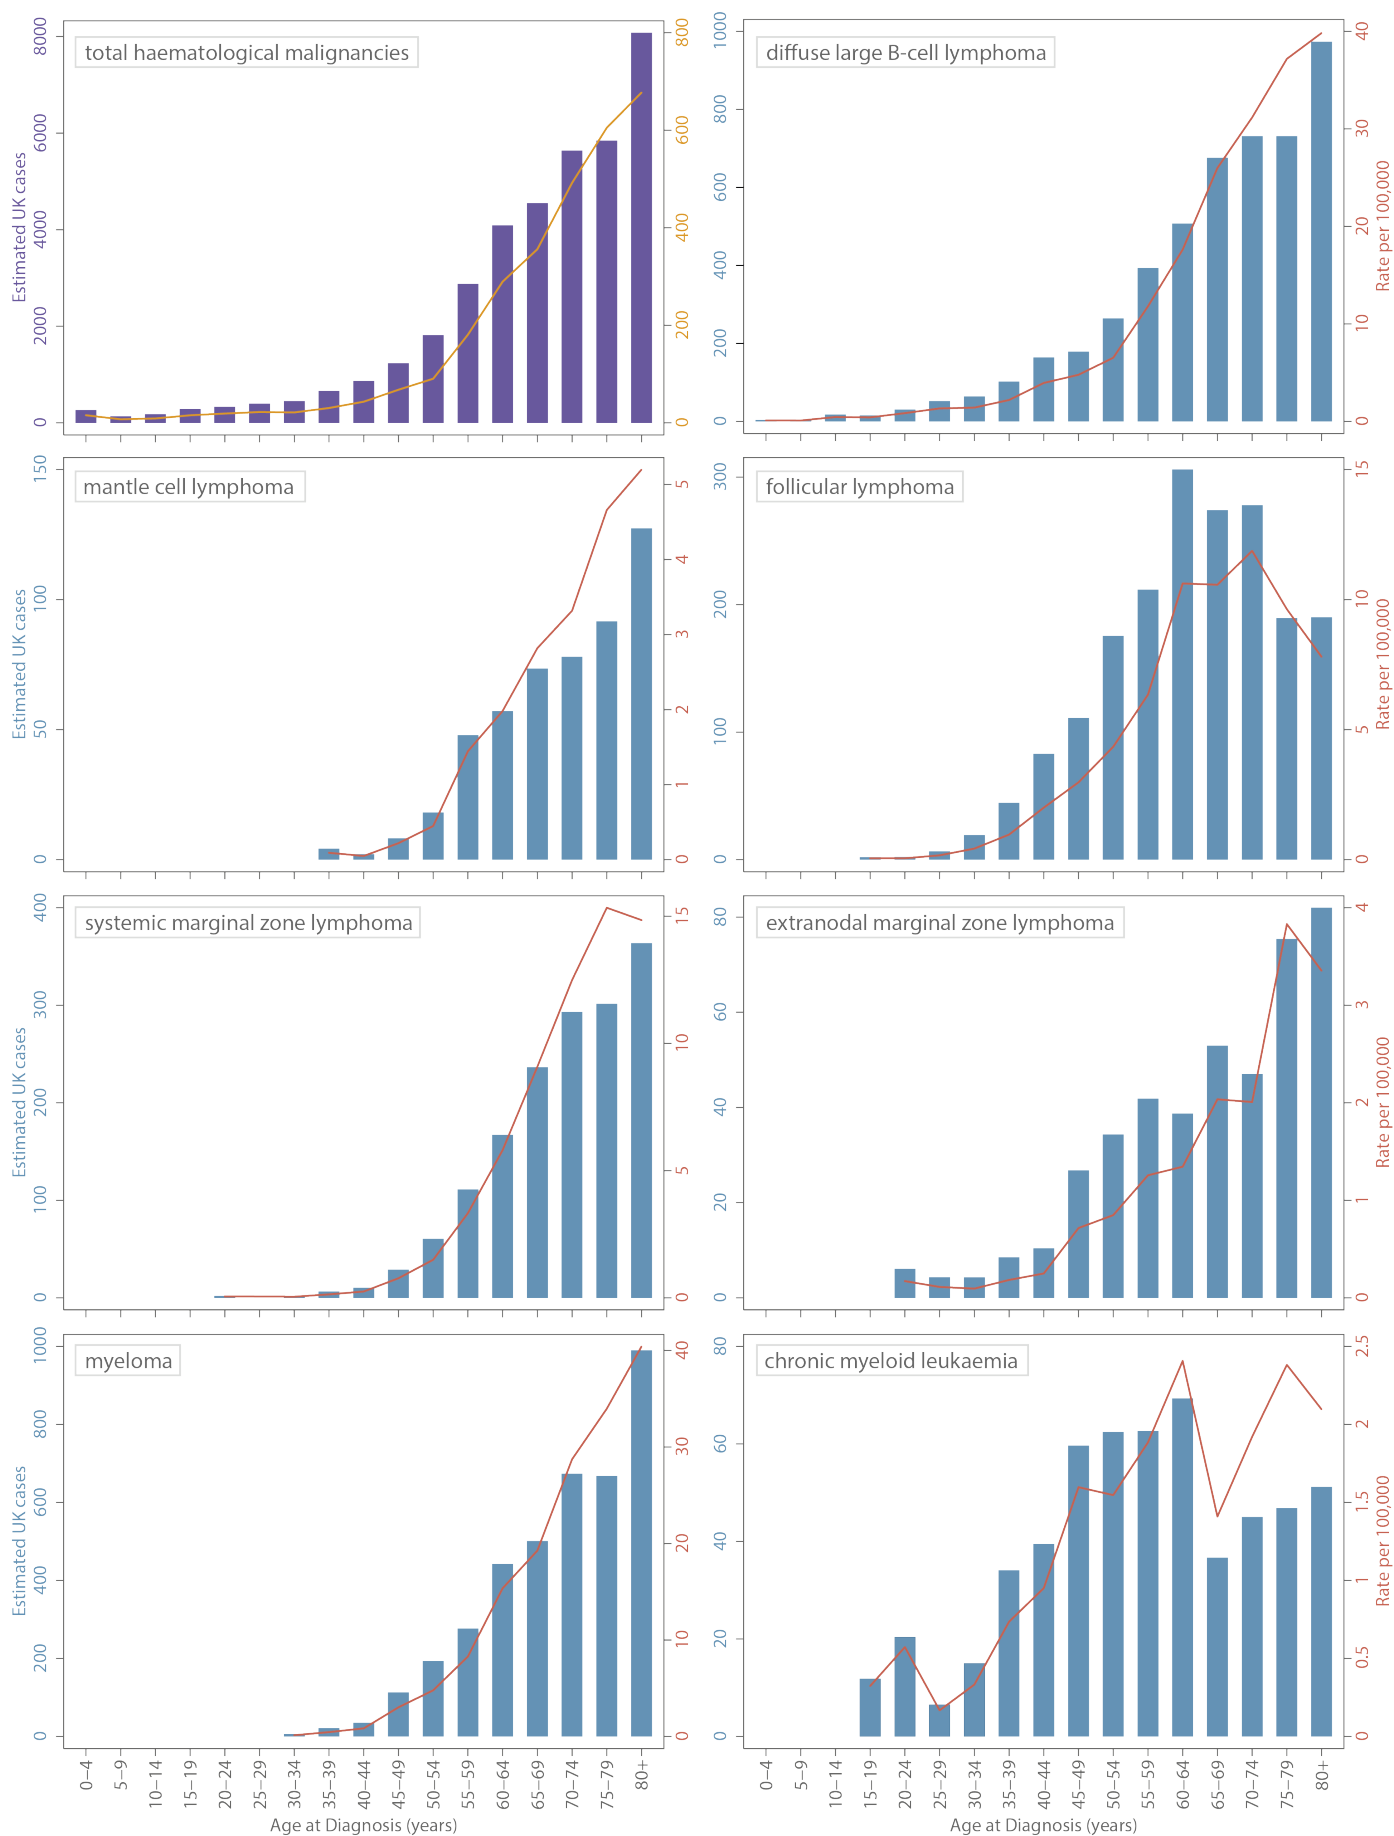 total haematological malignancies
Estimated UK cases
0 2000 4000 6000 8000
0 200 400 600 800
diffuse large B-cell lymphoma
0 200 400 600 800 1000
0 10 20 30 40
Rate per 100,000
mantle cell lymphoma
Estimated UK cases
0 50 100 150
0 1 2 3 4 5
follicular lymphoma
0 100 200 300
0 5 10 15
Rate per 100,000
systemic marginal zone lymphoma
Estimated UK cases
0 100 200 300 400
0 5 10 15
extranodal marginal zone lymphoma
0 20 40 60 80
0 1 2 3 4
Rate per 100,000
myeloma
Estimated UK cases
0 200 400 600 800 1000
0 10 20 30 40
0–4 5–9 10–14 15–19 20–24 25–29 30–34 35–39 40–44 45–49 50–54 55–59 60–64 65–69 70–74 75–79 80+
Age at Diagnosis (years)
chronic myeloid leukaemia
0 20 40 60 80
0 0.5 1 1.5 2 2.5
Rate per 100,000
0–4 5–9 10–14 15–19 20–24 25–29 30–34 35–39 40–44 45–49 50–54 55–59 60–64 65–69 70–74 75–79 80+
Age at Diagnosis (years)